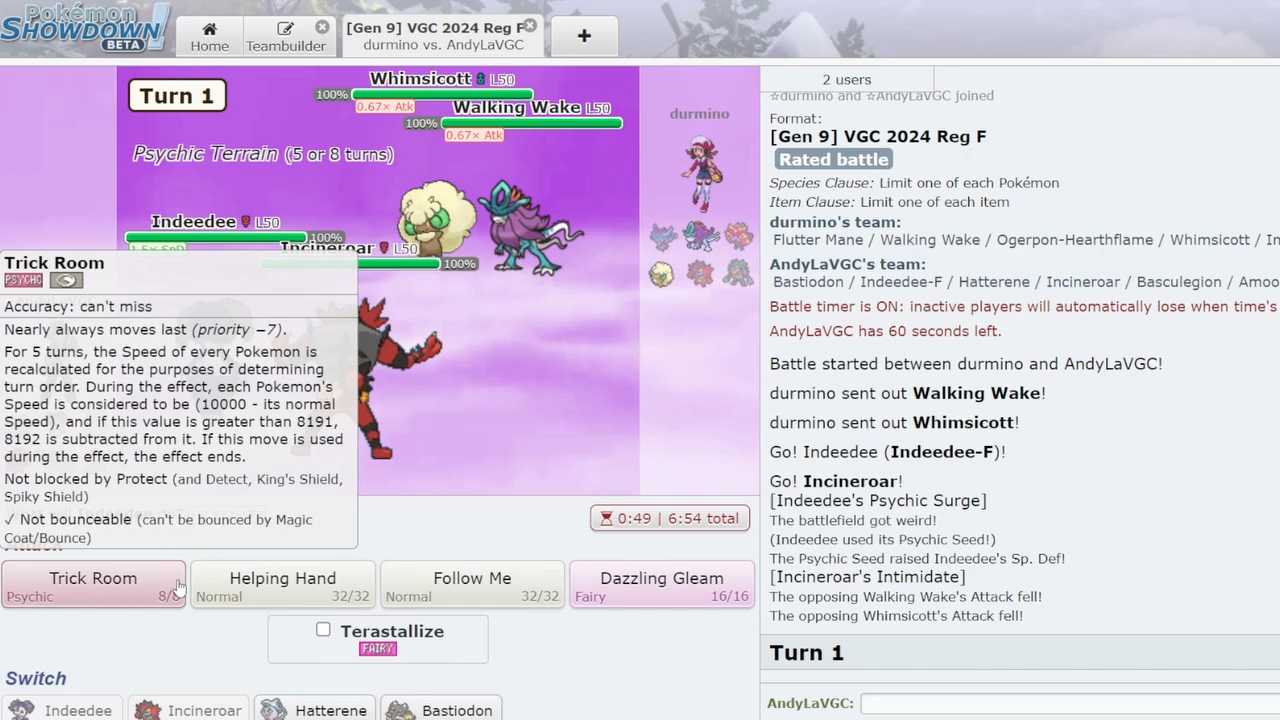 Pokémon
SHOWDOWN!
BETA
Home
Teambuilder
[Gen 9] VGC 2024 Reg F
durmino vs. AndyLaVGC
+
Turn 1
Whimsicott L50
100%
0.67× Atk
Walking Wake L50
100%
0.67× Atk
Psychic Terrain (5 or 8 turns)
Indeedee L50
100%
1.5× SpD
Incineroar L50
100%
durmino
Trick Room
PSYCHC
Accuracy: can't miss
Nearly always moves last (priority −7).
For 5 turns, the Speed of every Pokemon is
recalculated for the purposes of determining
turn order. During the effect, each Pokemon's
Speed is considered to be (10000 - its normal
Speed), and if this value is greater than 8191,
8192 is subtracted from it. If this move is used
during the effect, the effect ends.
Not blocked by Protect (and Detect, King's Shield,
Spiky Shield)
✓ Not bounceable (can't be bounced by Magic
Coat/Bounce)
0:49 | 6:54 total
Attack
Trick Room
Psychic 8/8
Helping Hand
Normal 32/32
Follow Me
Normal 32/32
Dazzling Gleam
Fairy 16/16
Terastallize
FAIRY
Switch
Indeedee
Incineroar
Hatterene
Bastiodon
2 users
☆durmino and ☆AndyLaVGC joined
Format:
[Gen 9] VGC 2024 Reg F
Rated battle
Species Clause: Limit one of each Pokémon
Item Clause: Limit one of each item
durmino's team:
Flutter Mane / Walking Wake / Ogerpon-Hearthflame / Whimsicott / In
AndyLaVGC's team:
Bastiodon / Indeedee-F / Hatterene / Incineroar / Basculegion / Amoo
Battle timer is ON: inactive players will automatically lose when time's
AndyLaVGC has 60 seconds left.
Battle started between durmino and AndyLaVGC!
durmino sent out Walking Wake!
durmino sent out Whimsicott!
Go! Indeedee (Indeedee-F)!
Go! Incineroar!
[Indeedee's Psychic Surge]
The battlefield got weird!
(Indeedee used its Psychic Seed!)
The Psychic Seed raised Indeedee's Sp. Def!
[Incineroar's Intimidate]
The opposing Walking Wake's Attack fell!
The opposing Whimsicott's Attack fell!
Turn 1
AndyLaVGC: